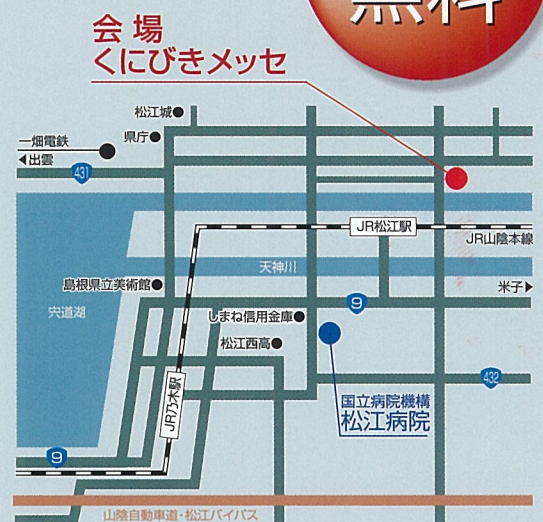 無料
会場
くにびきメッセ
松江城
県庁
一畑電鉄
◀出雲
431
JR松江駅
JR山陰本線
天神川
島根県立美術館
米子▶
宍道湖
9
しまね信用金庫
松江西高
432
JR乃木駅
国立病院機構
松江病院
9
山陰自動車道・松江バイパス